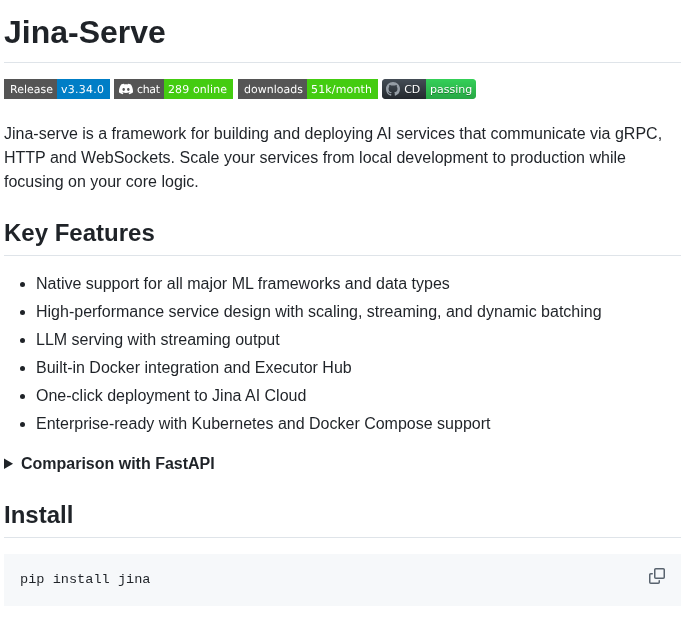 Jina-Serve
Release v3.34.0 chat 289 online downloads 51k/month CD passing
Jina-serve is a framework for building and deploying AI services that communicate via gRPC,
HTTP and WebSockets. Scale your services from local development to production while
focusing on your core logic.
Key Features
Native support for all major ML frameworks and data types
High-performance service design with scaling, streaming, and dynamic batching
LLM serving with streaming output
Built-in Docker integration and Executor Hub
One-click deployment to Jina AI Cloud
Enterprise-ready with Kubernetes and Docker Compose support
Comparison with FastAPI
Install
pip install jina